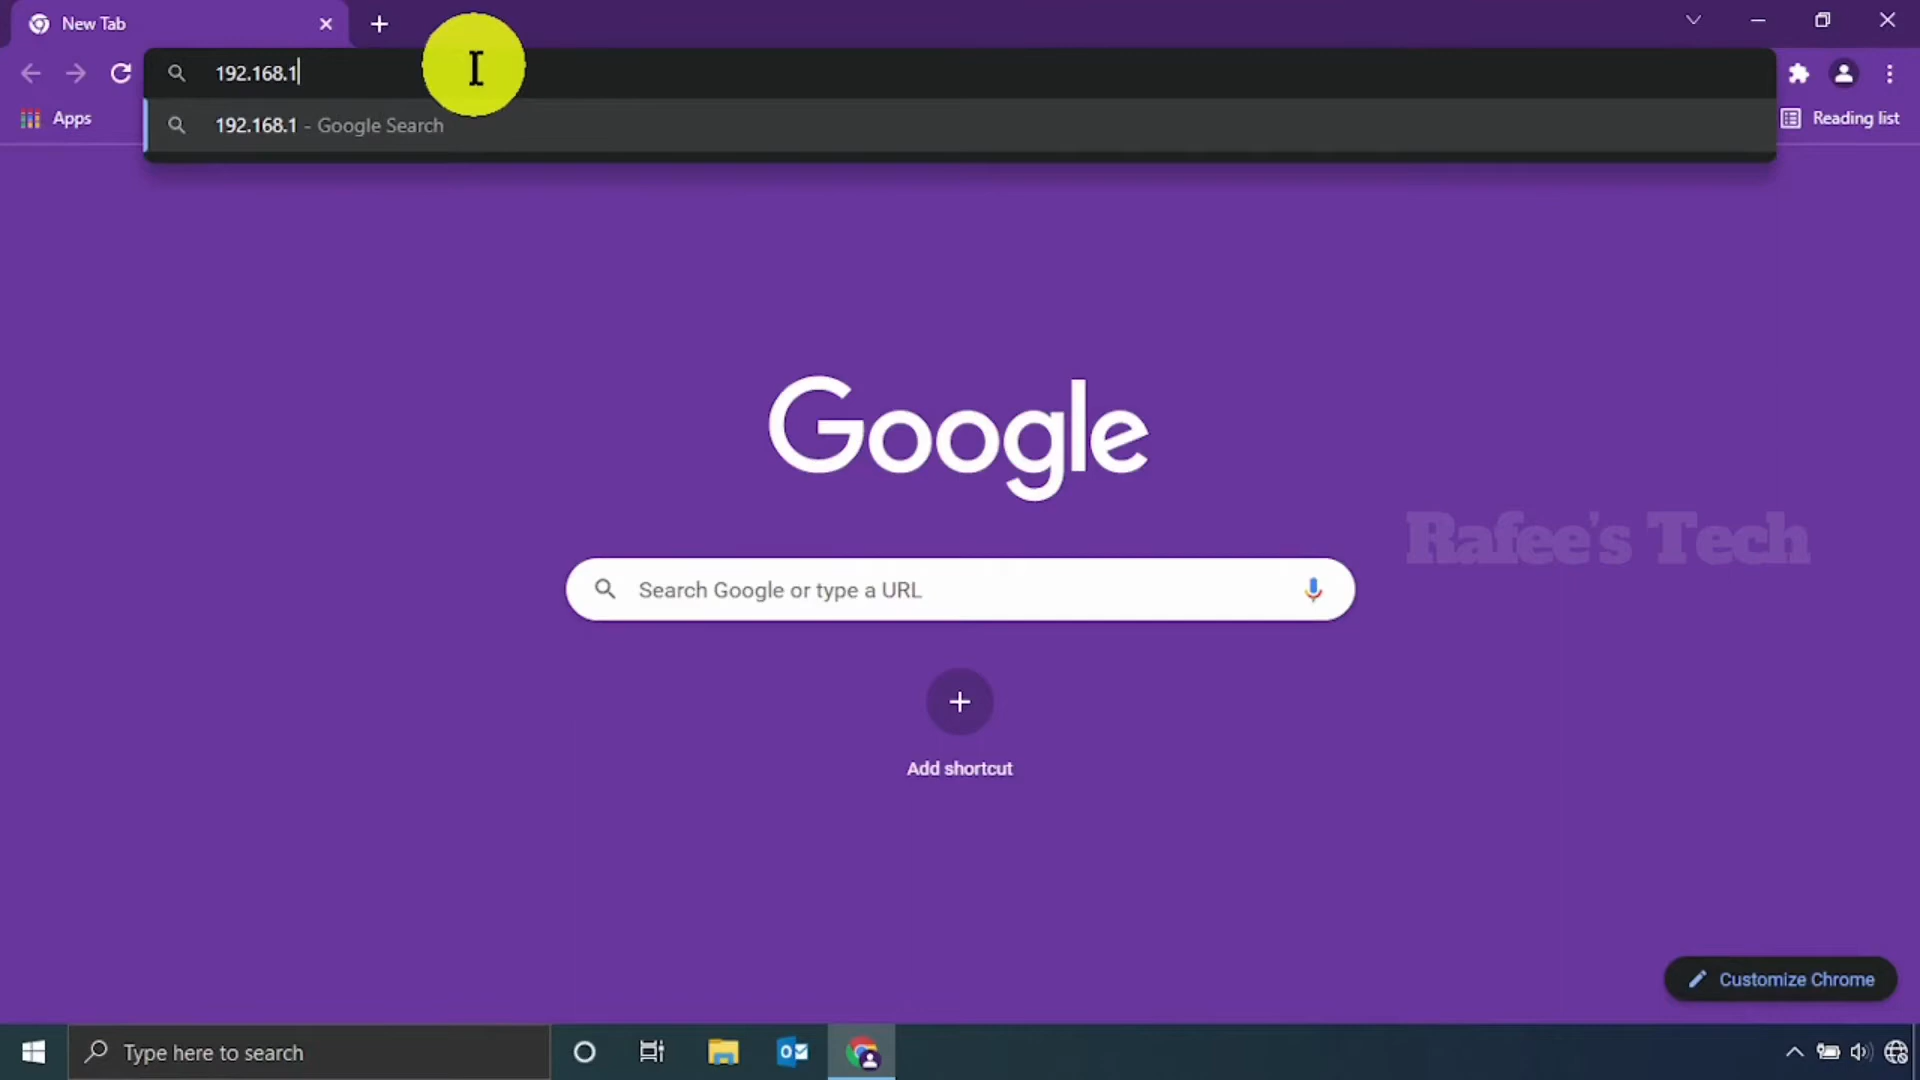 New Tab
192.168.1
Apps
192.168.1 - Google Search
Reading list
Google
Rafee's Tech
Search Google or type a URL
Add shortcut
Customize Chrome
Type here to search